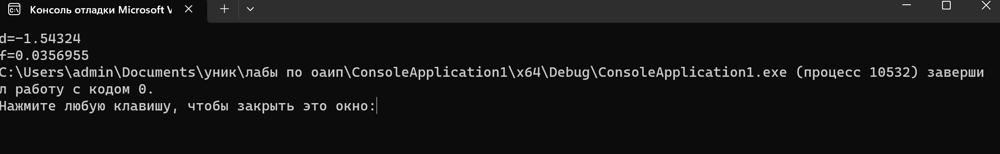 Консоль отладки Microsoft V
d=-1.54324
f=0.0356955
C:\Users\admin\Documents\уник\лабы по оаип\ConsoleApplication1\x64\Debug\ConsoleApplication1.exe (процесс 10532) заверши
л работу с кодом 0.
Нажмите любую клавишу, чтобы закрыть это окно: